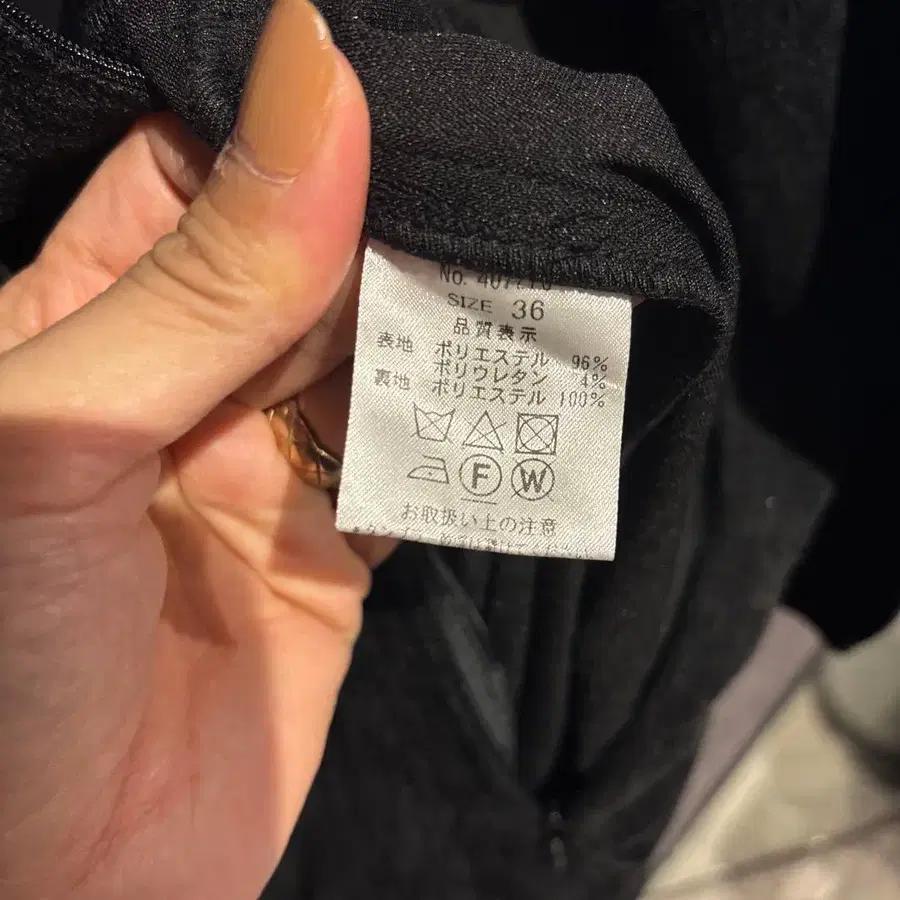 No.
SIZE 36
品質表示
表地 ポリエステル 96%
ポリウレタン 4%
裏地 ポリエステル 100%
F W
お取扱い上の注意